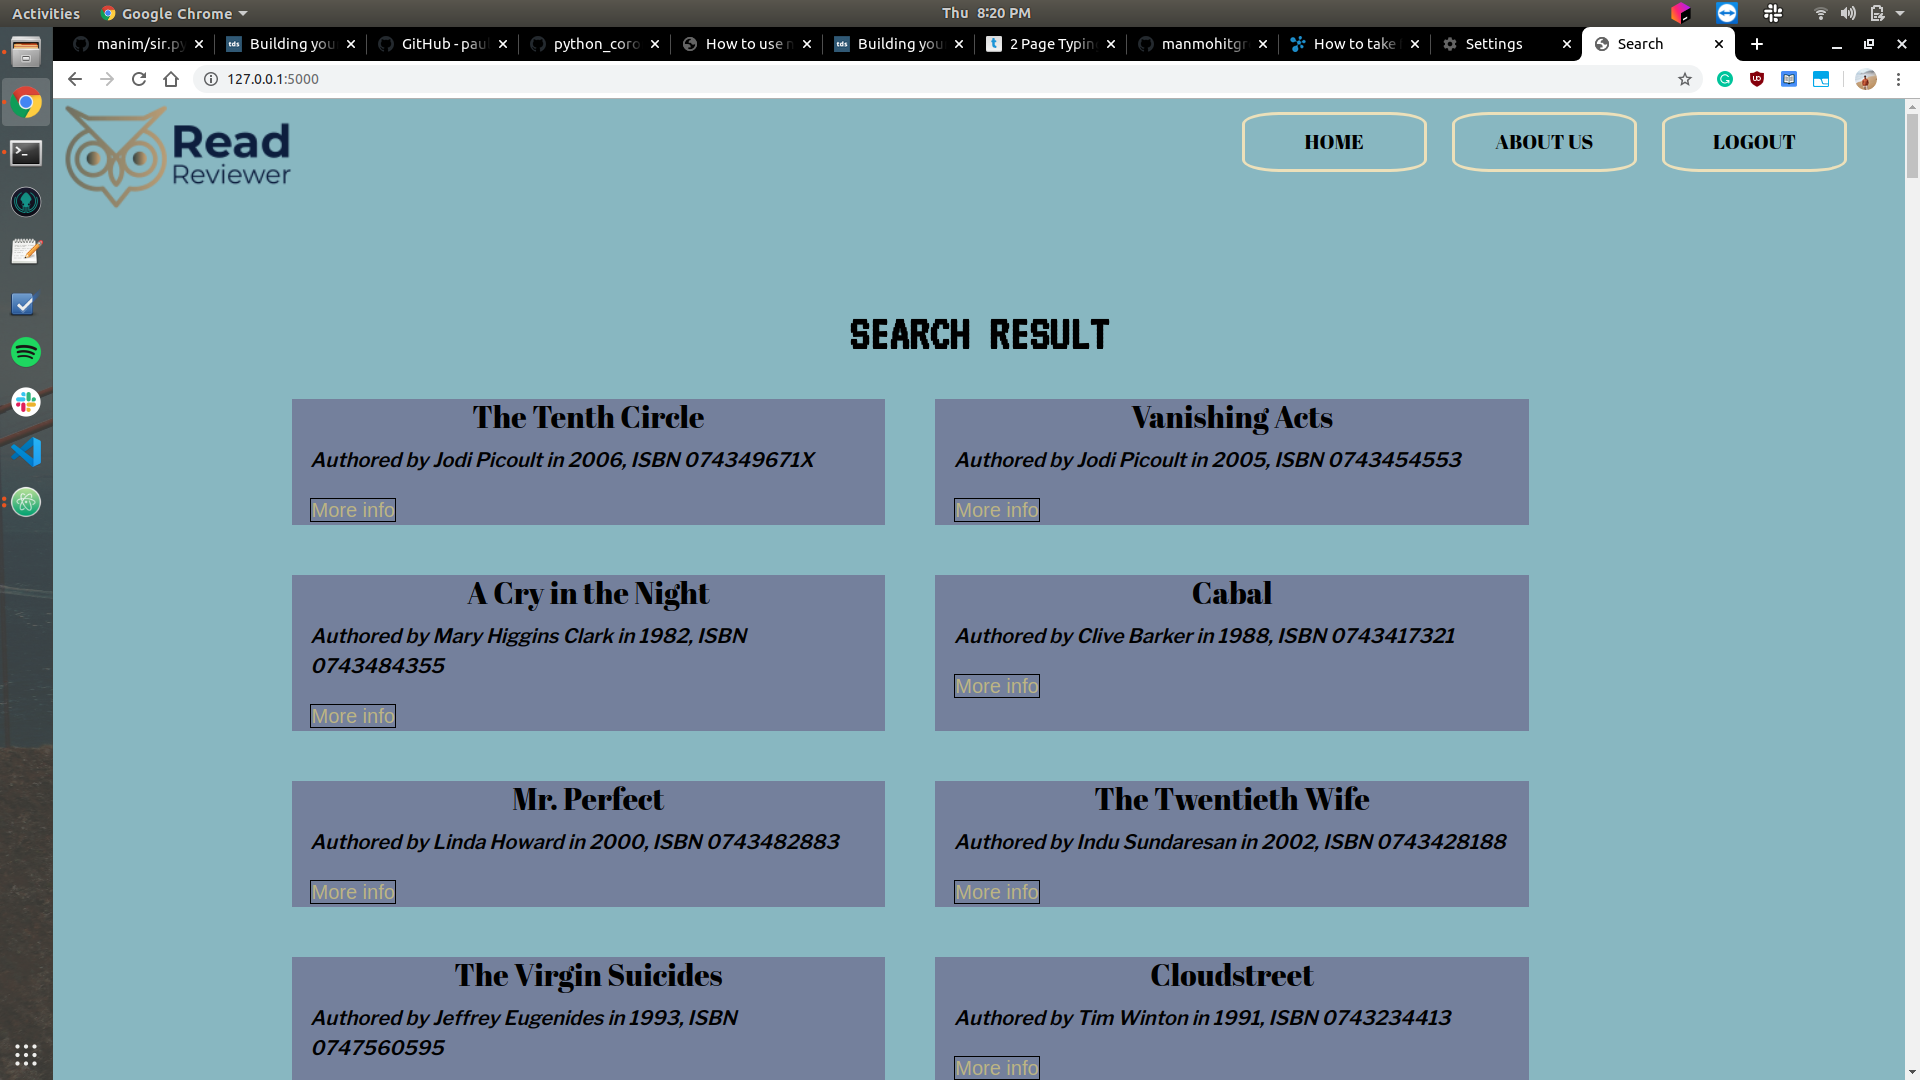 Activities
Google Chrome
Thu 8:20 PM
manim/sir.py
Building you
GitHub - pau
python_coro
How to use n
Building you
2 Page Typing
manmohitgr
How to take
Settings
Search
127.0.0.1:5000
Read
Reviewer
HOME
ABOUT US
LOGOUT
SEARCH RESULT
The Tenth Circle
Authored by Jodi Picoult in 2006, ISBN 074349671X
More info
Vanishing Acts
Authored by Jodi Picoult in 2005, ISBN 0743454553
More info
A Cry in the Night
Authored by Mary Higgins Clark in 1982, ISBN
0743484355
More info
Cabal
Authored by Clive Barker in 1988, ISBN 0743417321
More info
Mr. Perfect
Authored by Linda Howard in 2000, ISBN 0743482883
More info
The Twentieth Wife
Authored by Indu Sundaresan in 2002, ISBN 0743428188
More info
The Virgin Suicides
Authored by Jeffrey Eugenides in 1993, ISBN
0747560595
Cloudstreet
Authored by Tim Winton in 1991, ISBN 0743234413
More info